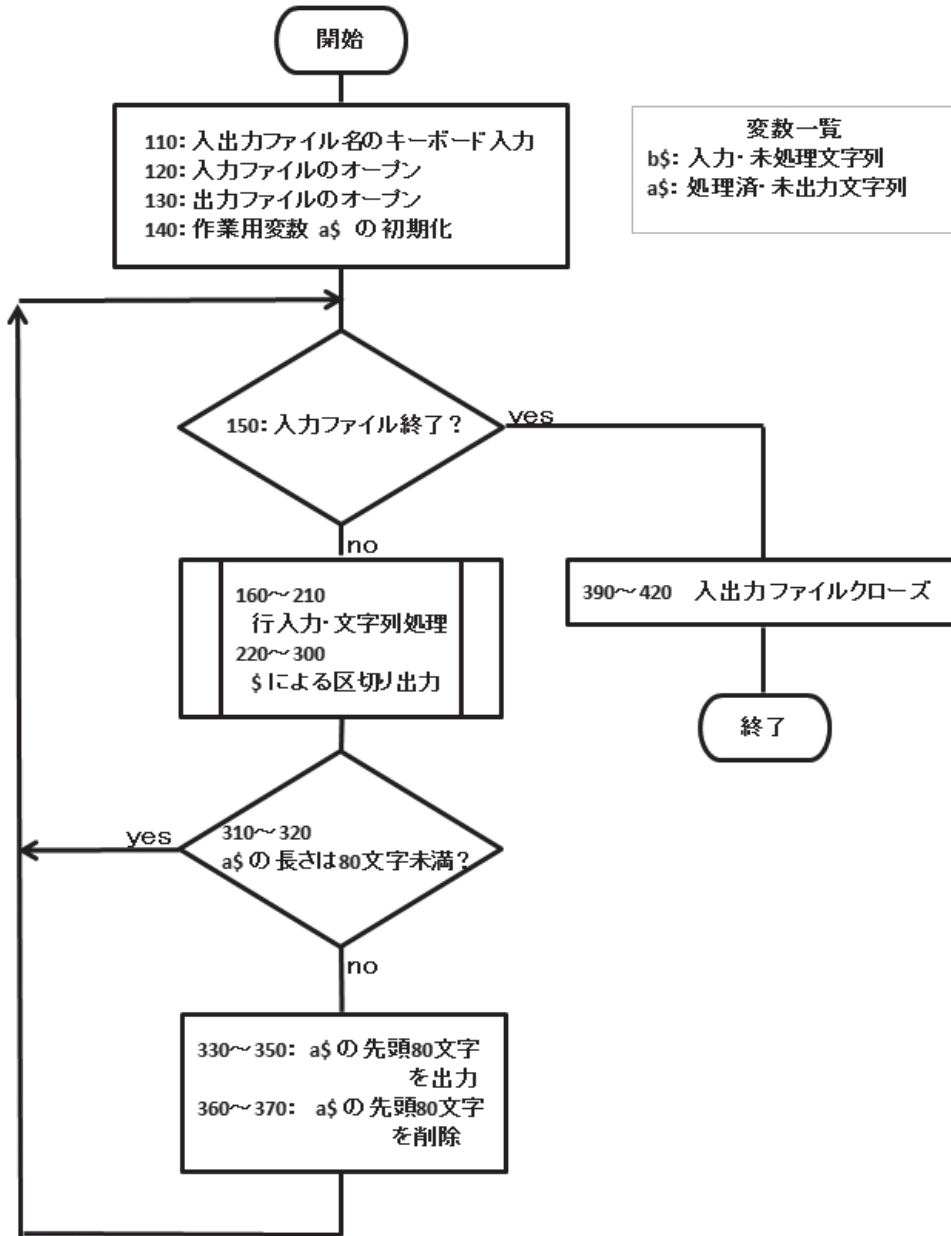 開始
110: 入出力ファイル名のキーボード入力
120: 入力ファイルのオープン
130: 出力ファイルのオープン
140: 作業用変数 a$ の初期化
変数一覧
b$: 入力・未処理文字列
a$: 処理済・未出力文字列
150: 入力ファイル終了？
yes
no
160～210
行入力・文字列処理
220～300
$による区切り出力
390～420 入出力ファイルクローズ
終了
yes
310～320
a$の長さは80文字未満？
no
330～350: a$の先頭80文字
を出力
360～370: a$の先頭80文字
を削除